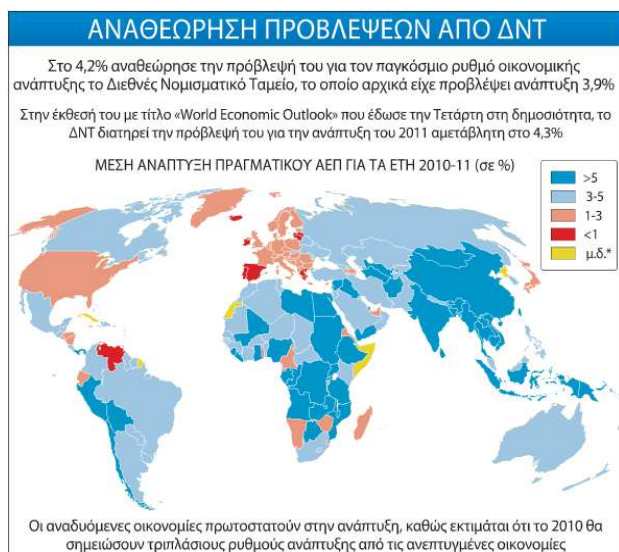 ΑΝΑΘΕΩΡΗΣΗ ΠΡΟΒΛΕΨΕΩΝ ΑΠΟ ΔΝΤ
Στο 4,2% αναθεώρησε την πρόβλεψή του για τον παγκόσμιο ρυθμό οικονομικής
ανάπτυξης το Διεθνές Νομισματικό Ταμείο, το οποίο αρχικά είχε προβλέψει ανάπτυξη 3,9%
Στην έκθεσή του με τίτλο «World Economic Outlook» που έδωσε την Τετάρτη στη δημοσιότητα, το
ΔΝΤ διατηρεί την πρόβλεψή του για την ανάπτυξη του 2011 αμετάβλητη στο 4,3%
ΜΕΣΗ ΑΝΑΠΤΥΞΗ ΠΡΑΓΜΑΤΙΚΟΥ ΑΕΠ ΓΙΑ ΤΑ ΕΤΗ 2010-11 (σε %)
>5
3-5
1-3
<1
μ.δ.*
Οι αναδυόμενες οικονομίες πρωτοστατούν στην ανάπτυξη, καθώς εκτιμάται ότι το 2010 θα
σημειώσουν τριπλάσιους ρυθμούς ανάπτυξης από τις ανεπτυγμένες οικονομίες